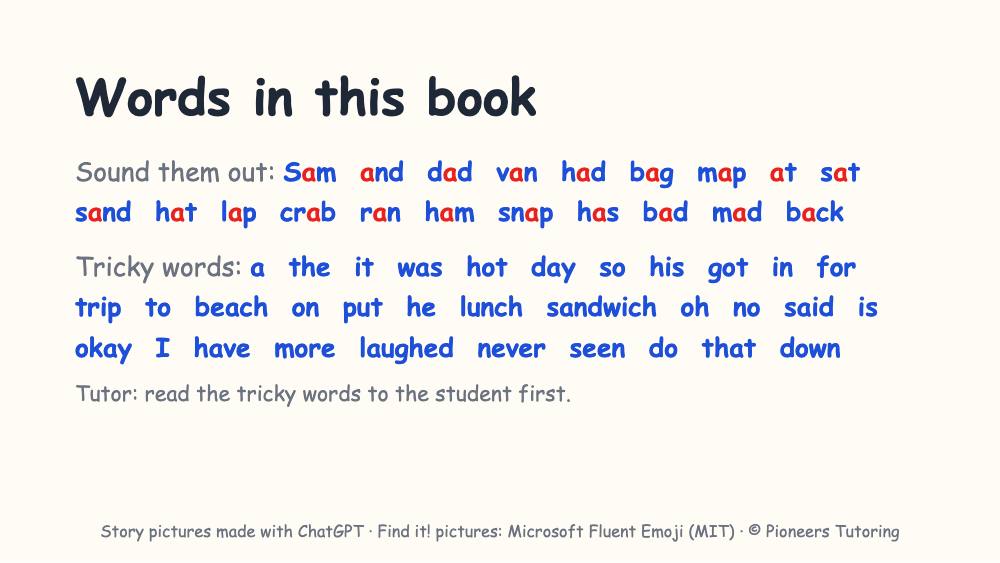 Words in this book
Sound them out: Sam and dad van had bag map at sat
sand hat lap crab ran ham snap has bad mad back
Tricky words: a the it was hot day so his got in for
trip to beach on put he lunch sandwich oh no said is
okay I have more laughed never seen do that down
Tutor: read the tricky words to the student first.
Story pictures made with ChatGPT · Find it! pictures: Microsoft Fluent Emoji (MIT) · © Pioneers Tutoring